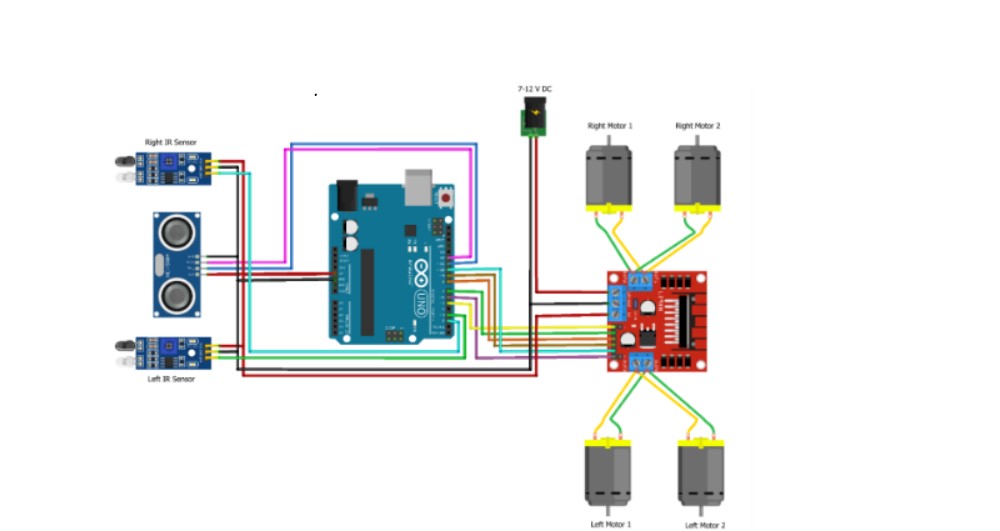 7-12 V DC
Right Motor 1
Right Motor 2
Right IR Sensor
UNO
Left IR Sensor
Left Motor 1
Left Motor 2